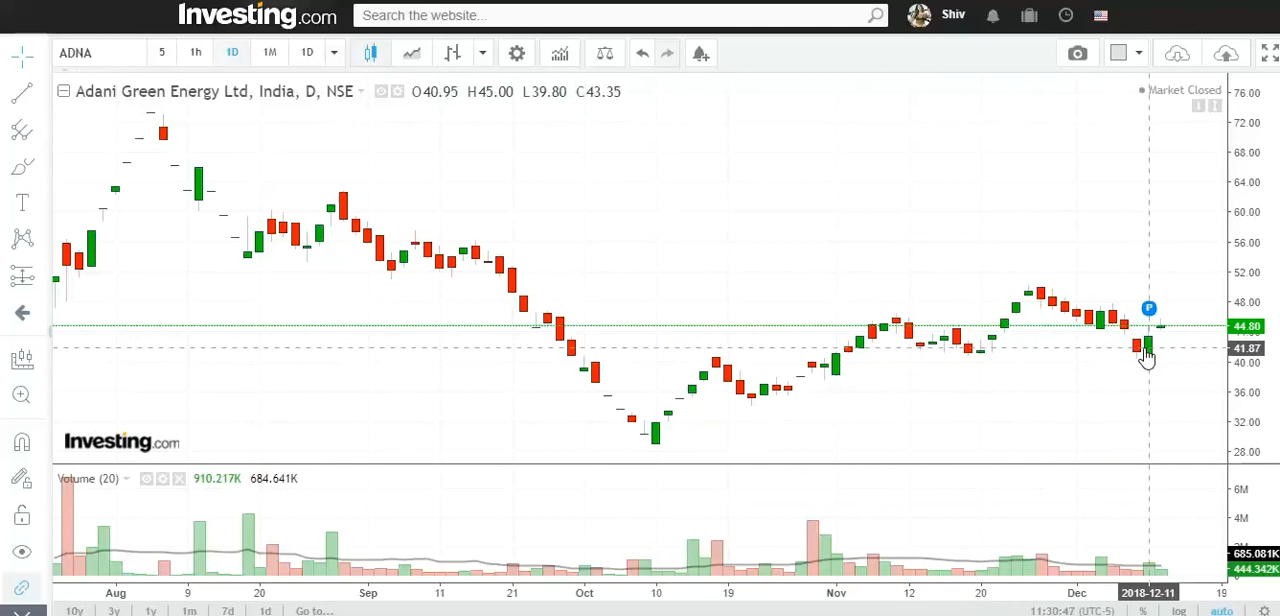 Investing.com Search the website... Shiv
ADNA 5 1h 1D 1M 1D
Adani Green Energy Ltd, India, D, NSE O40.95 H45.00 L39.80 C43.35
Market Closed
76.00
72.00
68.00
64.00
60.00
56.00
52.00
48.00
P
44.80
41.87
40.00
36.00
32.00
28.00
Investing.com
Volume (20) 910.217K 684.641K
6M
4M
685.081K
444.342K
0
Aug 9 20 Sep 11 21 Oct 10 19 Nov 12 20 Dec 2018-12-11 19
10y 3y 1y 1m 7d 1d Go to... 11:30:47 (UTC-5) % log auto